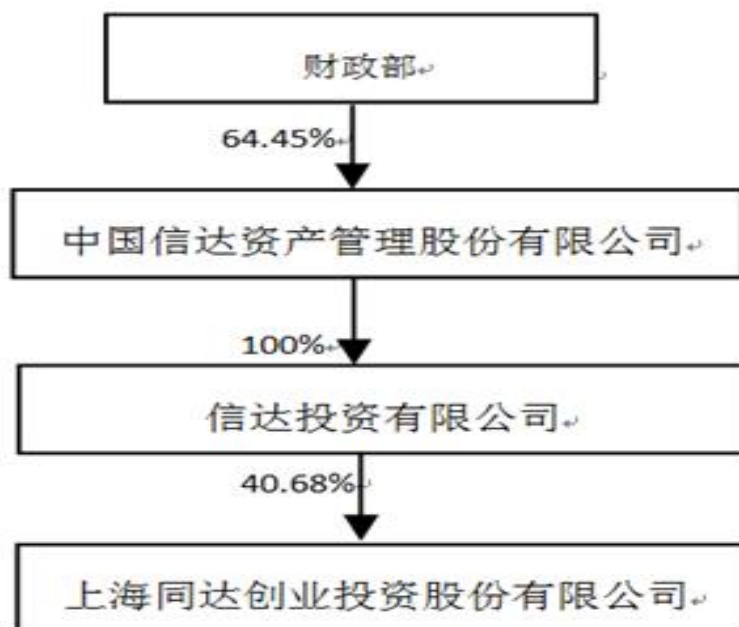 财政部
64.45%
中国信达资产管理股份有限公司
100%
信达投资有限公司
40.68%
上海同达创业投资股份有限公司